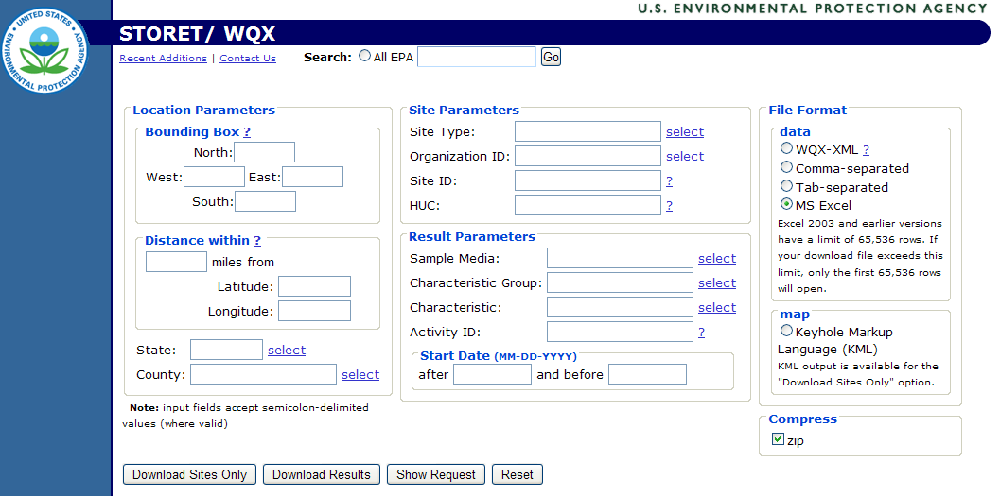 U.S. ENVIRONMENTAL PROTECTION AGENCY
UNITED STATES
ENVIRONMENTAL PROTECTION AGENCY
STORET/ WQX
Recent Additions | Contact Us Search: All EPA Go
Location Parameters
Bounding Box ?
North:
West: East:
South:
Distance within ?
miles from
Latitude:
Longitude:
State: select
County: select
Note: input fields accept semicolon-delimited
values (where valid)
Site Parameters
Site Type: select
Organization ID: select
Site ID: ?
HUC: ?
Result Parameters
Sample Media: select
Characteristic Group: select
Characteristic: select
Activity ID: ?
Start Date (MM-DD-YYYY)
after and before
File Format
data
WQX-XML ?
Comma-separated
Tab-separated
MS Excel
Excel 2003 and earlier versions
have a limit of 65,536 rows. If
your download file exceeds this
limit, only the first 65,536 rows
will open.
map
Keyhole Markup
Language (KML)
KML output is available for the
"Download Sites Only" option.
Compress
zip
Download Sites Only Download Results Show Request Reset